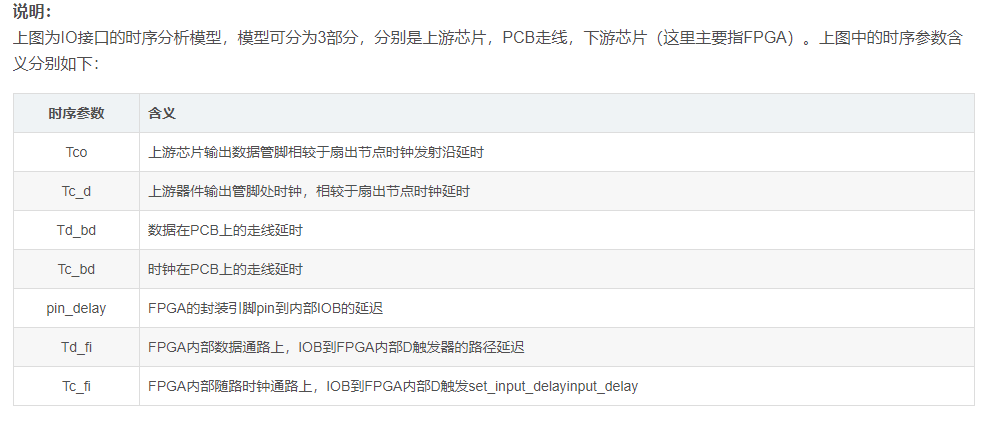 说明：
上图为IO接口的时序分析模型，模型可分为3部分，分别是上游芯片，PCB走线，下游芯片（这里主要指FPGA）。上图中的时序参数含
义分别如下：
时序参数 含义
Tco 上游芯片输出数据管脚相较于扇出节点时钟发射沿延时
Tc_d 上游器件输出管脚处时钟，相较于扇出节点时钟延时
Td_bd 数据在PCB上的走线延时
Tc_bd 时钟在PCB上的走线延时
pin_delay FPGA的封装引脚pin到内部IOB的延迟
Td_fi FPGA内部数据通路上，IOB到FPGA内部D触发器的路径延迟
Tc_fi FPGA内部随路时钟通路上，IOB到FPGA内部D触发set_input_delayinput_delay